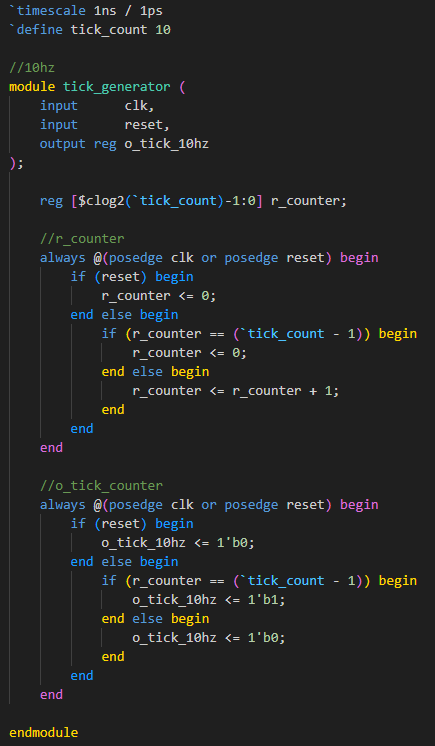 `timescale 1ns / 1ps
`define tick_count 10

//10hz
module tick_generator (
    input      clk,
    input      reset,
    output reg o_tick_10hz
);

    reg [$clog2(`tick_count)-1:0] r_counter;

    //r_counter
    always @(posedge clk or posedge reset) begin
        if (reset) begin
            r_counter <= 0;
        end else begin
            if (r_counter == (`tick_count - 1)) begin
                r_counter <= 0;
            end else begin
                r_counter <= r_counter + 1;
            end
        end
    end

    //o_tick_counter
    always @(posedge clk or posedge reset) begin
        if (reset) begin
            o_tick_10hz <= 1'b0;
        end else begin
            if (r_counter == (`tick_count - 1)) begin
                o_tick_10hz <= 1'b1;
            end else begin
                o_tick_10hz <= 1'b0;
            end
        end
    end

endmodule